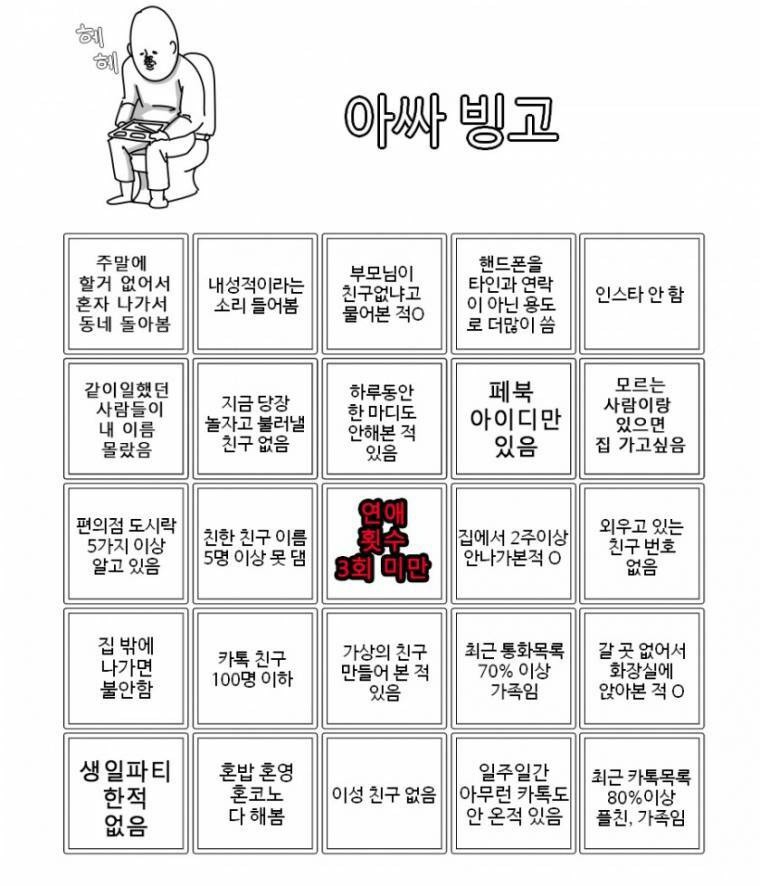 헤
헤
아싸 빙고
주말에
할거 없어서
혼자 나가서
동네 돌아봄
내성적이라는
소리 들어봄
부모님이
친구없냐고
물어본 적O
핸드폰을
타인과 연락
이 아닌 용도
로 더많이 씀
인스타 안 함
같이일했던
사람들이
내 이름
몰랐음
지금 당장
놀자고 불러낼
친구 없음
하루동안
한 마디도
안해본 적
있음
페북
아이디만
있음
모르는
사람이랑
있으면
집 가고싶음
편의점 도시락
5가지 이상
알고 있음
친한 친구 이름
5명 이상 못 댐
연애
횟수
3회 미만
집에서 2주이상
안나가본적 O
외우고 있는
친구 번호
없음
집 밖에
나가면
불안함
카톡 친구
100명 이하
가상의 친구
만들어 본 적
있음
최근 통화목록
70% 이상
가족임
갈 곳 없어서
화장실에
앉아본 적 O
생일파티
한적
없음
혼밥 혼영
혼코노
다 해봄
이성 친구 없음
일주일간
아무런 카톡도
안 온적 있음
최근 카톡목록
80%이상
플친, 가족임